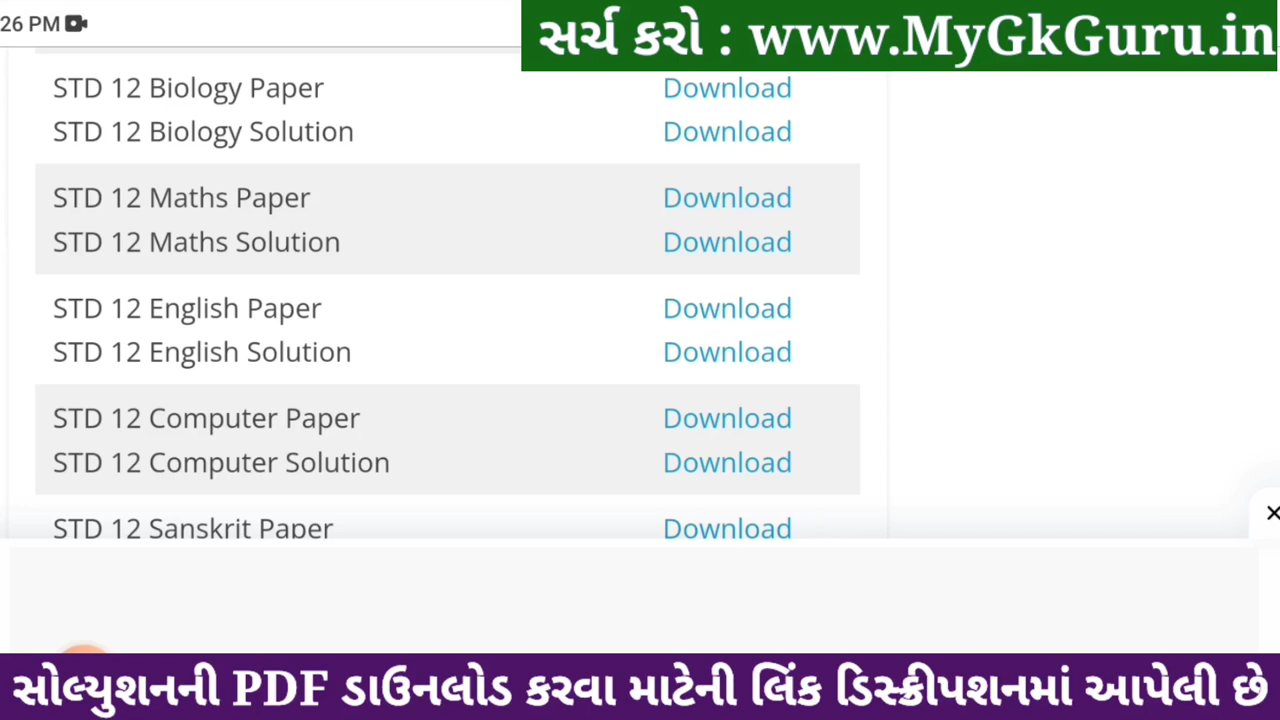 26 PM
સર્ચ કરો : www.MyGkGuru.in
STD 12 Biology Paper Download
STD 12 Biology Solution Download
STD 12 Maths Paper Download
STD 12 Maths Solution Download
STD 12 English Paper Download
STD 12 English Solution Download
STD 12 Computer Paper Download
STD 12 Computer Solution Download
STD 12 Sanskrit Paper Download
સોલ્યુશનની PDF ડાઉનલોડ કરવા માટેની લિંક ડિસ્ક્રીપશનમાં આપેલી છે